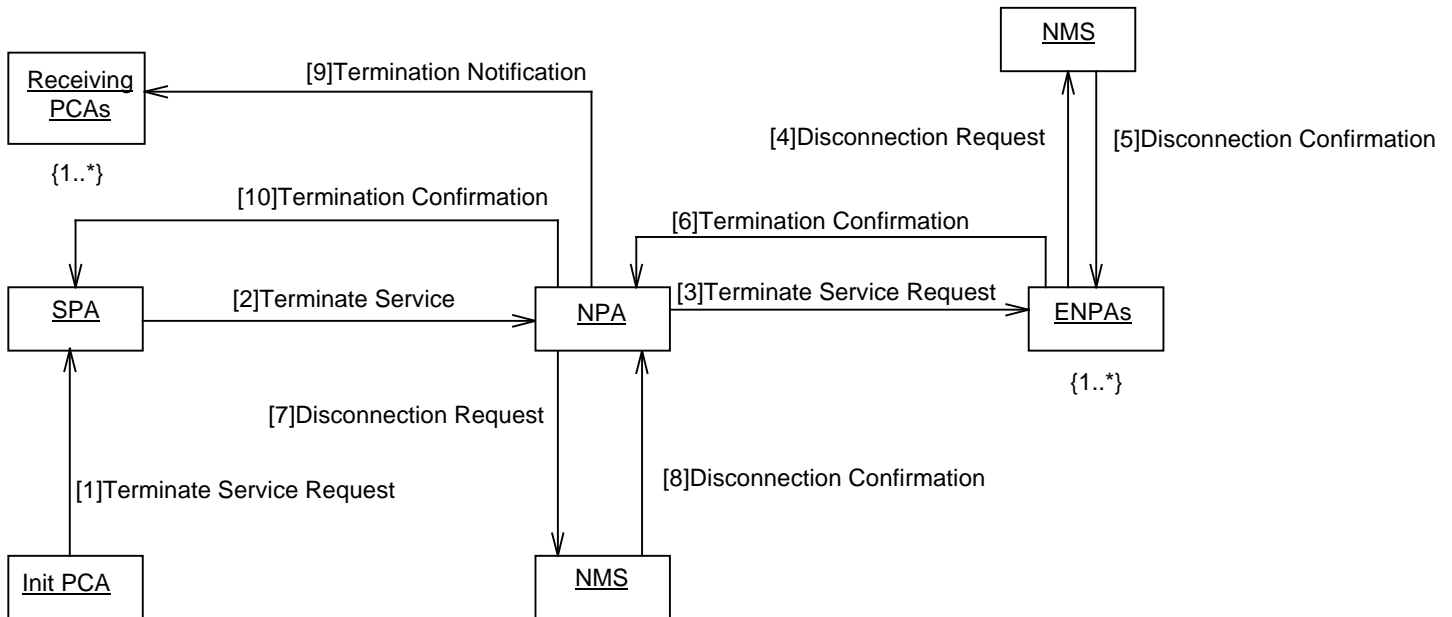 NMS
Receiving
PCAs
[9]Termination Notification
[4]Disconnection Request
[5]Disconnection Confirmation
{1..*}
[10]Termination Confirmation
[6]Termination Confirmation
SPA
[2]Terminate Service
NPA
[3]Terminate Service Request
ENPAs
{1..*}
[7]Disconnection Request
[8]Disconnection Confirmation
[1]Terminate Service Request
Init PCA
NMS